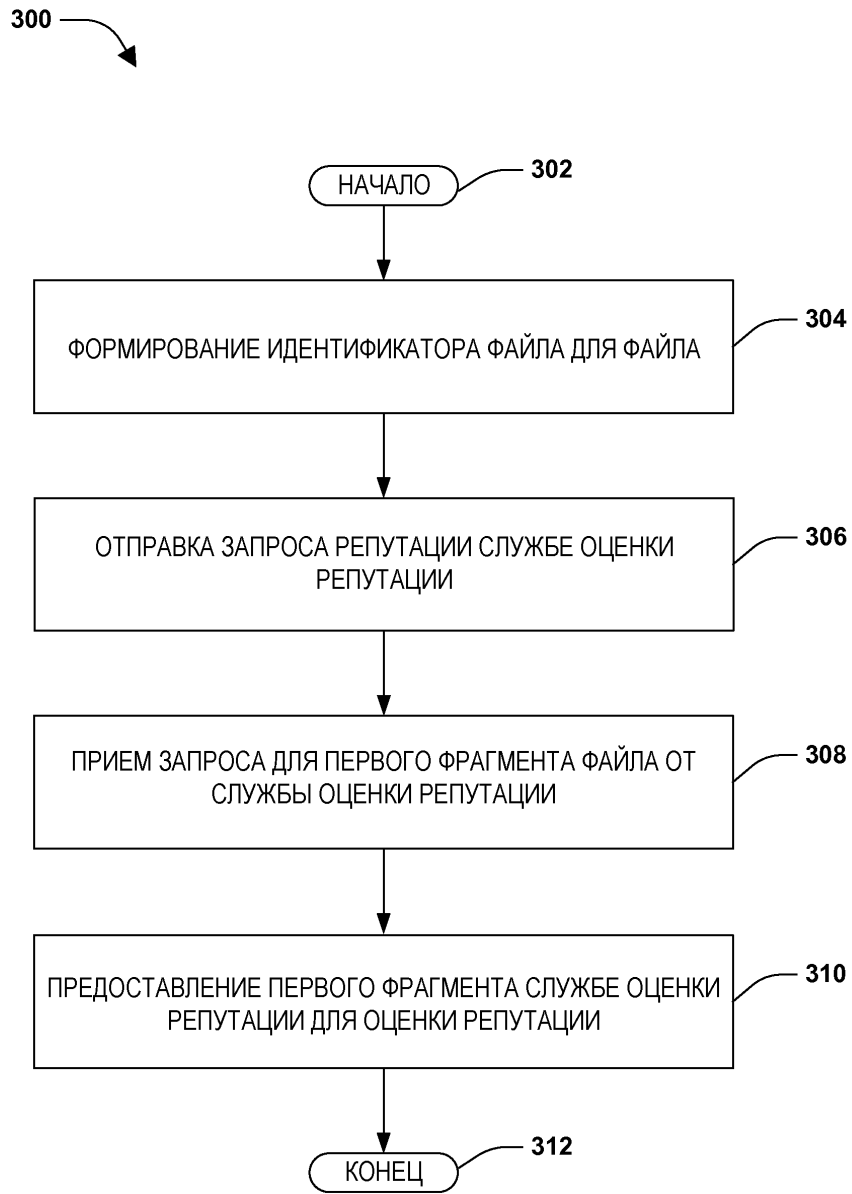 300
НАЧАЛО
302
ФОРМИРОВАНИЕ ИДЕНТИФИКАТОРА ФАЙЛА ДЛЯ ФАЙЛА
304
ОТПРАВКА ЗАПРОСА РЕПУТАЦИИ СЛУЖБЕ ОЦЕНКИ
РЕПУТАЦИИ
306
ПРИЕМ ЗАПРОСА ДЛЯ ПЕРВОГО ФРАГМЕНТА ФАЙЛА ОТ
СЛУЖБЫ ОЦЕНКИ РЕПУТАЦИИ
308
ПРЕДОСТАВЛЕНИЕ ПЕРВОГО ФРАГМЕНТА СЛУЖБЕ ОЦЕНКИ
РЕПУТАЦИИ ДЛЯ ОЦЕНКИ РЕПУТАЦИИ
310
КОНЕЦ
312